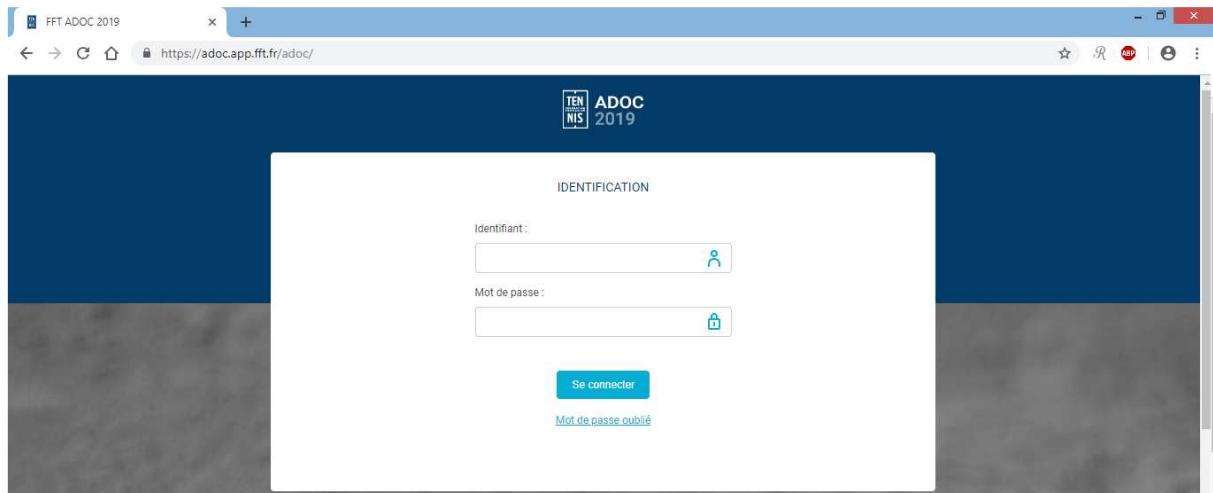 FFT ADOC 2019
https://adoc.app.fft.fr/adoc/
ABP
TEN NIS
ADOC
2019
IDENTIFICATION
Identifiant :
Mot de passe :
Se connecter
Mot de passe oublié